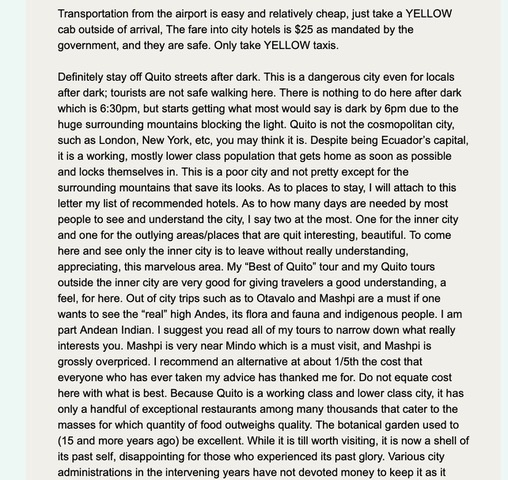 Transportation from the airport is easy and relatively cheap, just take a YELLOW
cab outside of arrival, The fare into city hotels is $25 as mandated by the
government, and they are safe. Only take YELLOW taxis.
Definitely stay off Quito streets after dark. This is a dangerous city even for locals
after dark; tourists are not safe walking here. There is nothing to do here after dark
which is 6:30pm, but starts getting what most would say is dark by 6pm due to the
huge surrounding mountains blocking the light. Quito is not the cosmopolitan city,
such as London, New York, etc, you may think it is. Despite being Ecuador's capital,
it is a working, mostly lower class population that gets home as soon as possible
and locks themselves in. This is a poor city and not pretty except for the
surrounding mountains that save its looks. As to places to stay, I will attach to this
letter my list of recommended hotels. As to how many days are needed by most
people to see and understand the city, I say two at the most. One for the inner city
and one for the outlying areas/places that are quit interesting, beautiful. To come
here and see only the inner city is to leave without really understanding,
appreciating, this marvelous area. My "Best of Quito" tour and my Quito tours
outside the inner city are very good for giving travelers a good understanding, a
feel, for here. Out of city trips such as to Otavalo and Mashpi are a must if one
wants to see the "real" high Andes, its flora and fauna and indigenous people. I am
part Andean Indian. I suggest you read all of my tours to narrow down what really
interests you. Mashpi is very near Mindo which is a must visit, and Mashpi is
grossly overpriced. I recommend an alternative at about 1/5th the cost that
everyone who has ever taken my advice has thanked me for. Do not equate cost
here with what is best. Because Quito is a working class and lower class city, it has
only a handful of exceptional restaurants among many thousands that cater to the
masses for which quantity of food outweighs quality. The botanical garden used to
(15 and more years ago) be excellent. While it is till worth visiting, it is now a shell of
its past self, disappointing for those who experienced its past glory. Various city
administrations in the intervening years have not devoted money to keep it as it